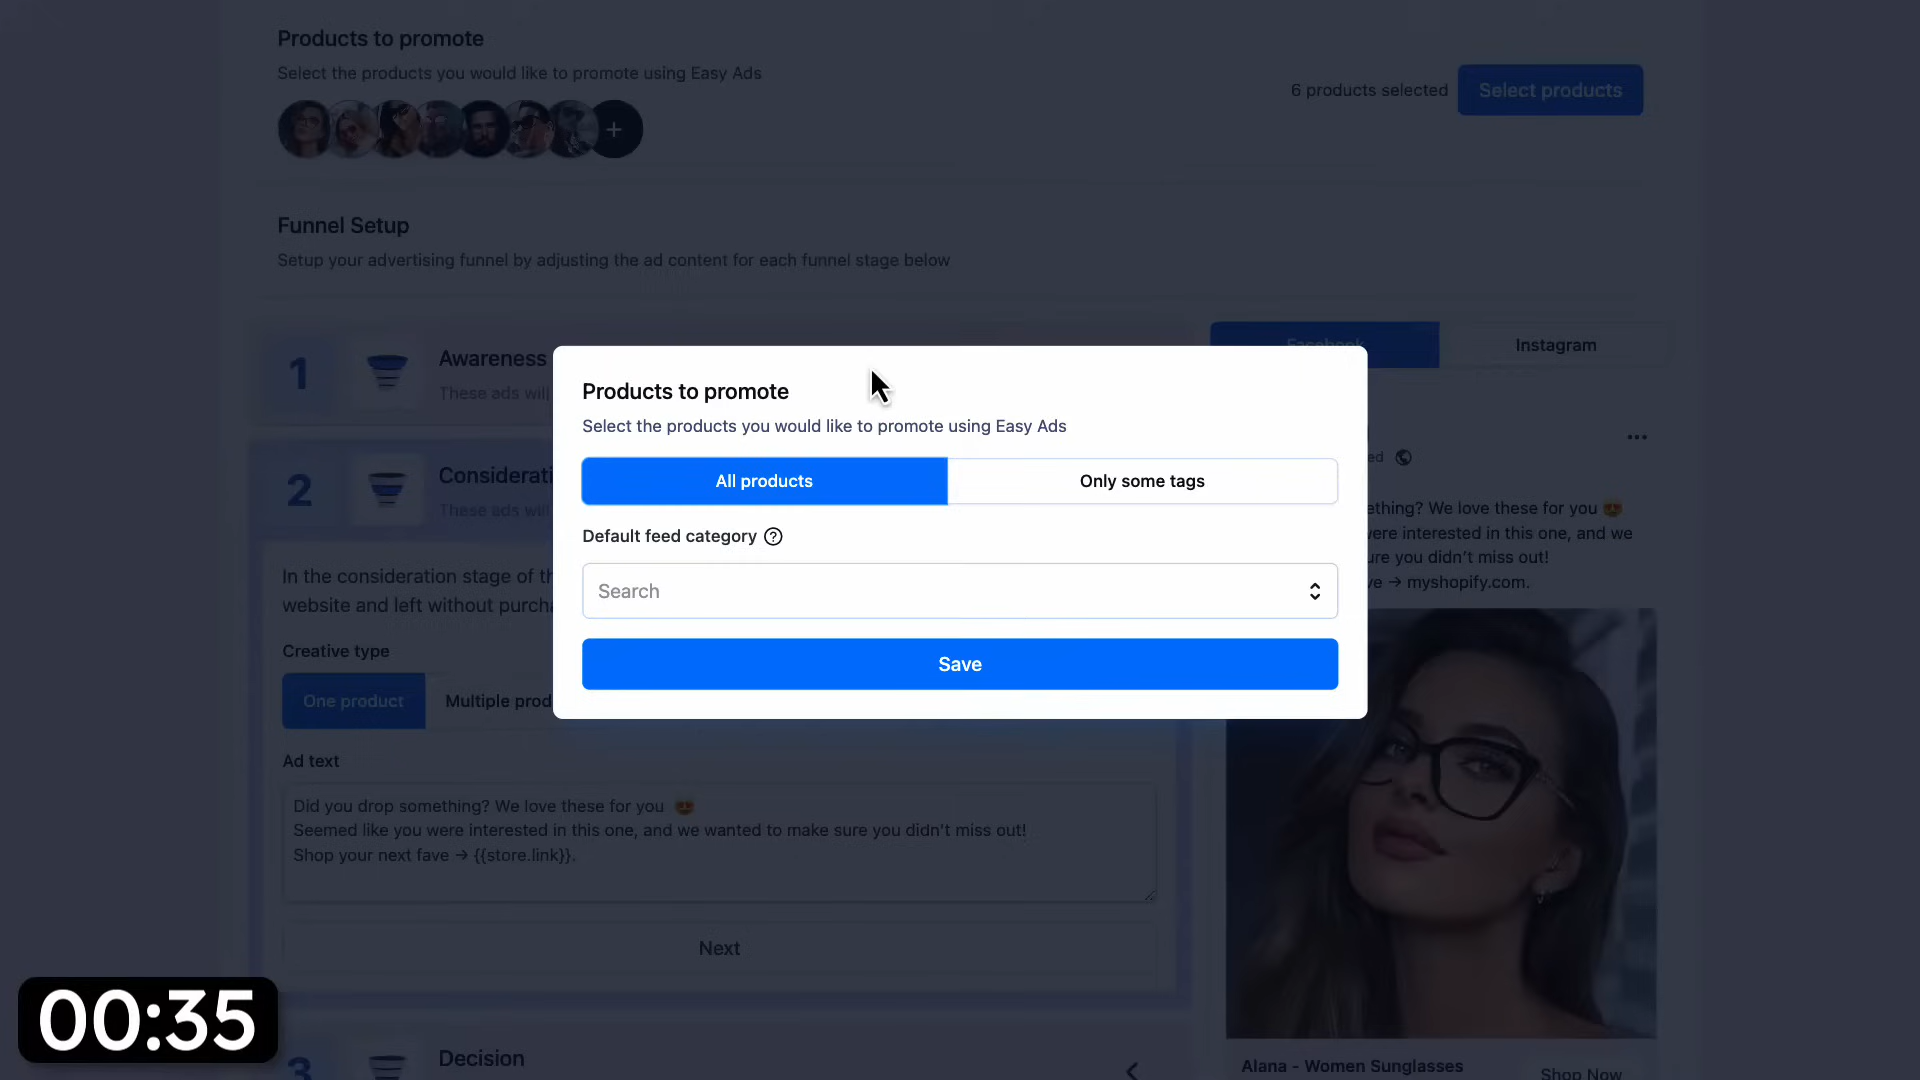 Products to promote
Select the products you would like to promote using Easy Ads
6 products selected
Select products
+
Funnel Setup
Setup your advertising funnel by adjusting the ad content for each funnel stage below
1
Awareness
These ads wil
Facebook
Instagram
Products to promote
Select the products you would like to promote using Easy Ads
All products
Only some tags
Default feed category ?
Search
Save
2
Considerati
These ads wil
In the consideration stage of th
website and left without purcha
Creative type
One product
Multiple prod
Ad text
Did you drop something? We love these for you 😍
Seemed like you were interested in this one, and we wanted to make sure you didn't miss out!
Shop your next fave → {{store.link}}.
Next
3
Decision
ed
ething? We love these for you 😍
ere interested in this one, and we
ure you didn't miss out!
ve → myshopify.com.
Alana - Women Sunglasses
Shop Now
00:35